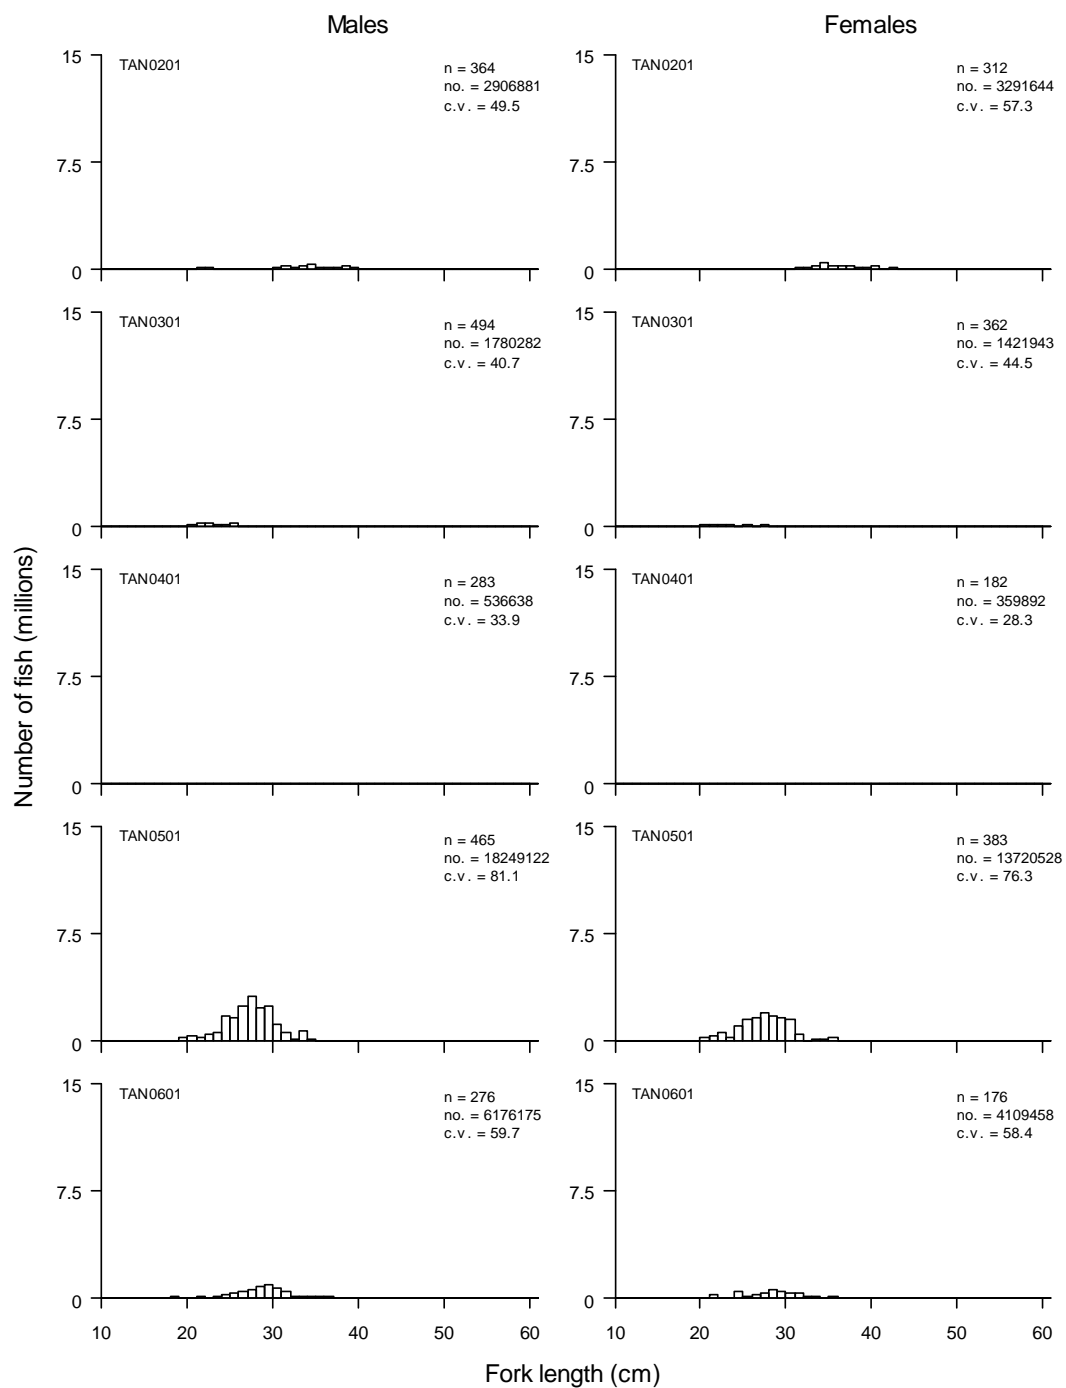 Males
Females
15
TAN0201
n = 364
no. = 2906881
c.v. = 49.5
7.5
0
15
TAN0201
n = 312
no. = 3291644
c.v. = 57.3
7.5
0
15
TAN0301
n = 494
no. = 1780282
c.v. = 40.7
7.5
0
15
TAN0301
n = 362
no. = 1421943
c.v. = 44.5
7.5
0
15
TAN0401
n = 283
no. = 536638
c.v. = 33.9
7.5
0
15
TAN0401
n = 182
no. = 359892
c.v. = 28.3
7.5
0
15
TAN0501
n = 465
no. = 18249122
c.v. = 81.1
7.5
0
15
TAN0501
n = 383
no. = 13720528
c.v. = 76.3
7.5
0
15
TAN0601
n = 276
no. = 6176175
c.v. = 59.7
7.5
0
10 20 30 40 50 60
15
TAN0601
n = 176
no. = 4109458
c.v. = 58.4
7.5
0
10 20 30 40 50 60
Number of fish (millions)
Fork length (cm)